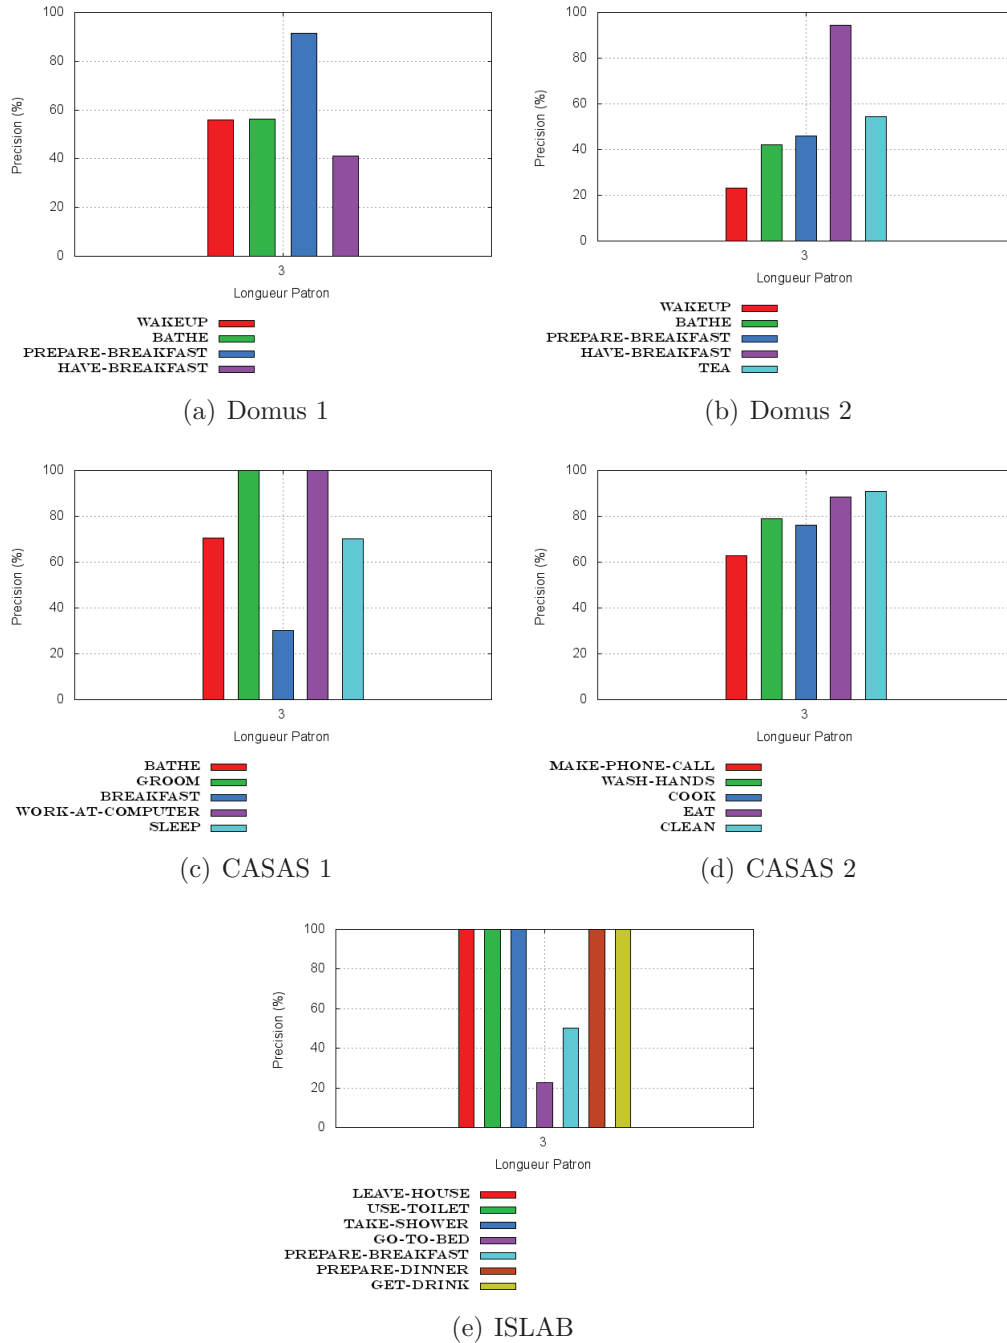 100
80
60
40
20
0
Precision (%)
3
Longueur Patron
WAKEUP
BATHE
PREPARE-BREAKFAST
HAVE-BREAKFAST
(a) Domus 1
100
80
60
40
20
0
Precision (%)
3
Longueur Patron
WAKEUP
BATHE
PREPARE-BREAKFAST
HAVE-BREAKFAST
TEA
(b) Domus 2
100
80
60
40
20
0
Precision (%)
3
Longueur Patron
BATHE
GROOM
BREAKFAST
WORK-AT-COMPUTER
SLEEP
(c) CASAS 1
100
80
60
40
20
0
Precision (%)
3
Longueur Patron
MAKE-PHONE-CALL
WASH-HANDS
COOK
EAT
CLEAN
(d) CASAS 2
100
80
60
40
20
0
Precision (%)
3
Longueur Patron
LEAVE-HOUSE
USE-TOILET
TAKE-SHOWER
GO-TO-BED
PREPARE-BREAKFAST
PREPARE-DINNER
GET-DRINK
(e) ISLAB